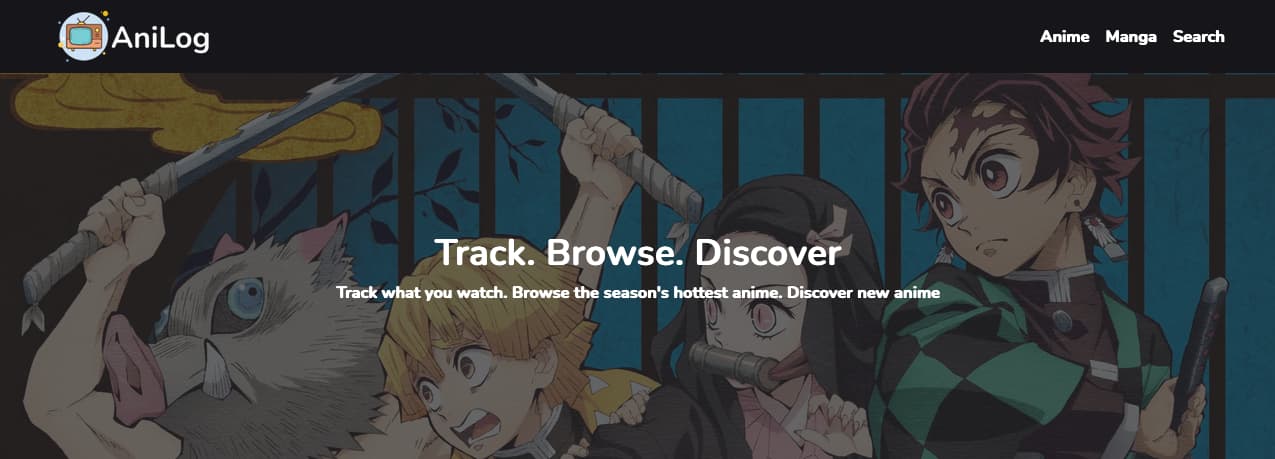 AniLog
Anime Manga Search
Track. Browse. Discover
Track what you watch. Browse the season's hottest anime. Discover new anime